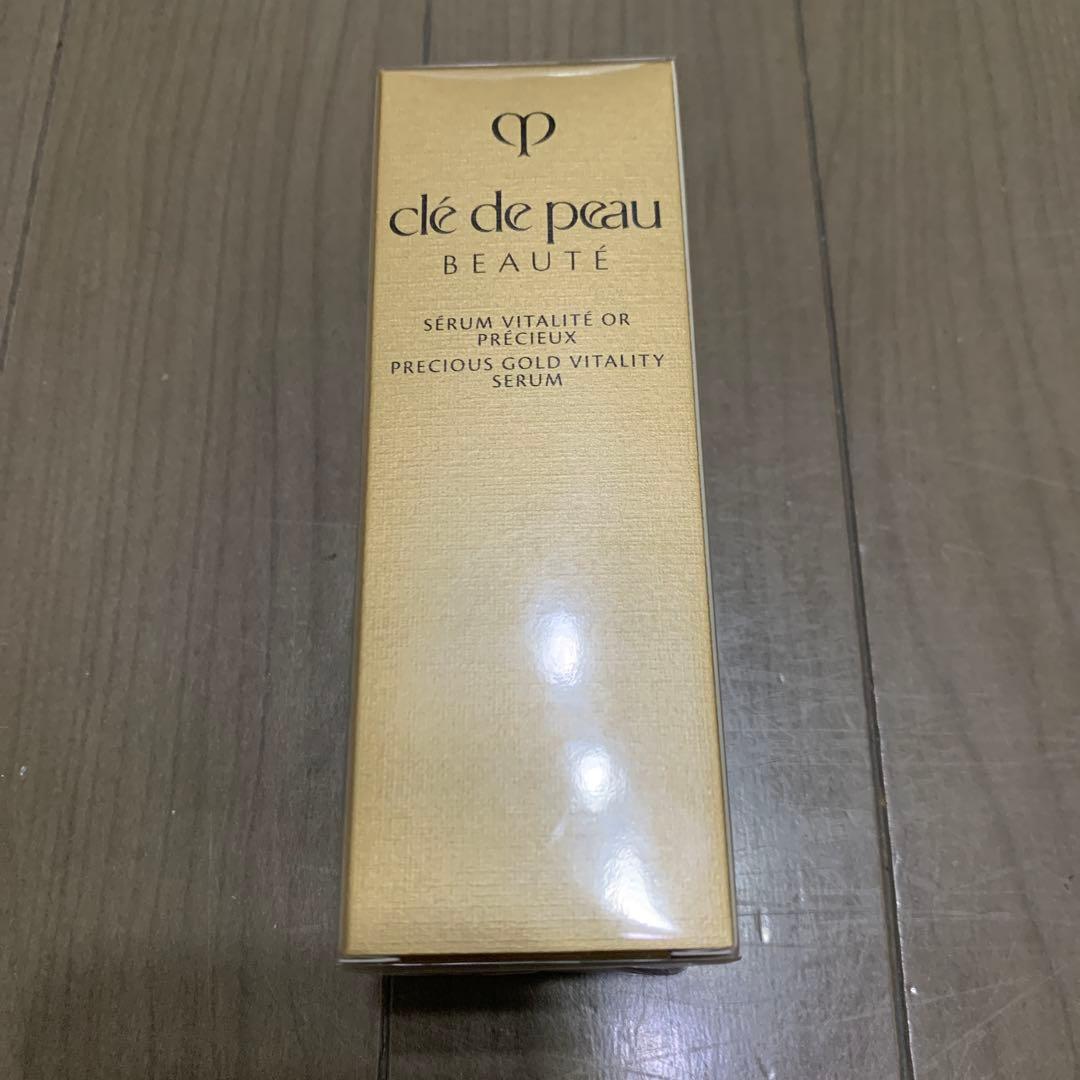 clé de peau
BEAUTÉ
SÉRUM VITALITÉ OR
PRÉCIEUX
PRECIOUS GOLD VITALITY
SERUM